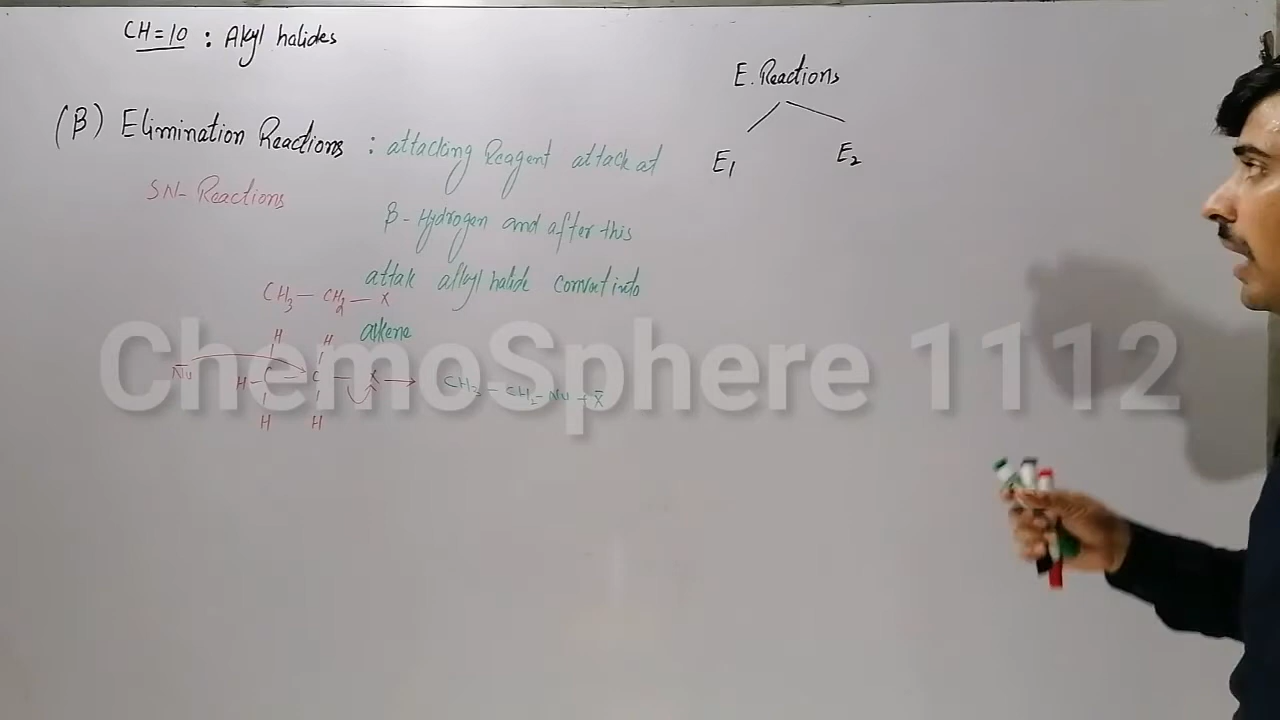 CH=10 : Alkyl halides
E. Reactions
E₁ E₂
(β) Elimination Reactions : attacking Reagent attack at
SN- Reactions
β-Hydrogen and after this
attak alkyl halide convert into
alkene
CH₃ — CH₂ — X
α
H H
Nu H — C — C — X → CH₃ — CH₂ - Nu + X̄
H H
ChemoSphere 1112